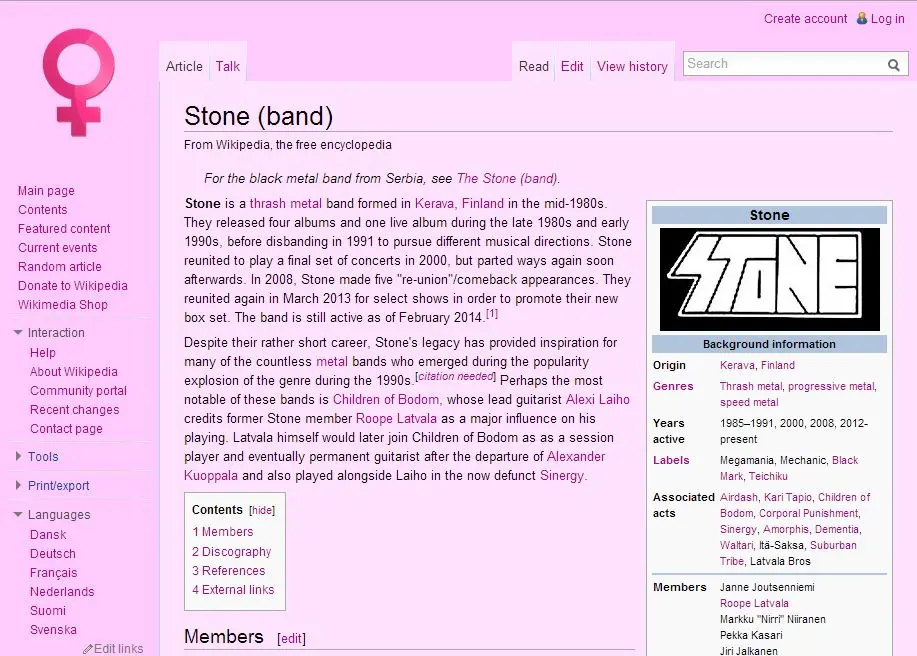 Create account Log in
Article Talk Read Edit View history Search
Stone (band)
From Wikipedia, the free encyclopedia
For the black metal band from Serbia, see The Stone (band).
Stone is a thrash metal band formed in Kerava, Finland in the mid-1980s.
They released four albums and one live album during the late 1980s and early
1990s, before disbanding in 1991 to pursue different musical directions. Stone
reunited to play a final set of concerts in 2000, but parted ways again soon
afterwards. In 2008, Stone made five "re-union"/comeback appearances. They
reunited again in March 2013 for select shows in order to promote their new
box set. The band is still active as of February 2014.[1]
Despite their rather short career, Stone's legacy has provided inspiration for
many of the countless metal bands who emerged during the popularity
explosion of the genre during the 1990s.[citation needed] Perhaps the most
notable of these bands is Children of Bodom, whose lead guitarist Alexi Laiho
credits former Stone member Roope Latvala as a major influence on his
playing. Latvala himself would later join Children of Bodom as as a session
player and eventually permanent guitarist after the departure of Alexander
Kuoppala and also played alongside Laiho in the now defunct Sinergy.
Contents [hide]
1 Members
2 Discography
3 References
4 External links
Members [edit]
Stone
STONE
Background information
Origin Kerava, Finland
Genres Thrash metal, progressive metal,
speed metal
Years 1985–1991, 2000, 2008, 2012-
active present
Labels Megamania, Mechanic, Black
Mark, Teichiku
Associated Airdash, Kari Tapio, Children of
acts Bodom, Corporal Punishment,
Sinergy, Amorphis, Dementia,
Waltari, Itä-Saksa, Suburban
Tribe, Latvala Bros
Members Janne Joutsenniemi
Roope Latvala
Markku "Nirri" Niiranen
Pekka Kasari
Jiri Jalkanen
Main page
Contents
Featured content
Current events
Random article
Donate to Wikipedia
Wikimedia Shop
Interaction
Help
About Wikipedia
Community portal
Recent changes
Contact page
Tools
Print/export
Languages
Dansk
Deutsch
Français
Nederlands
Suomi
Svenska
Edit links